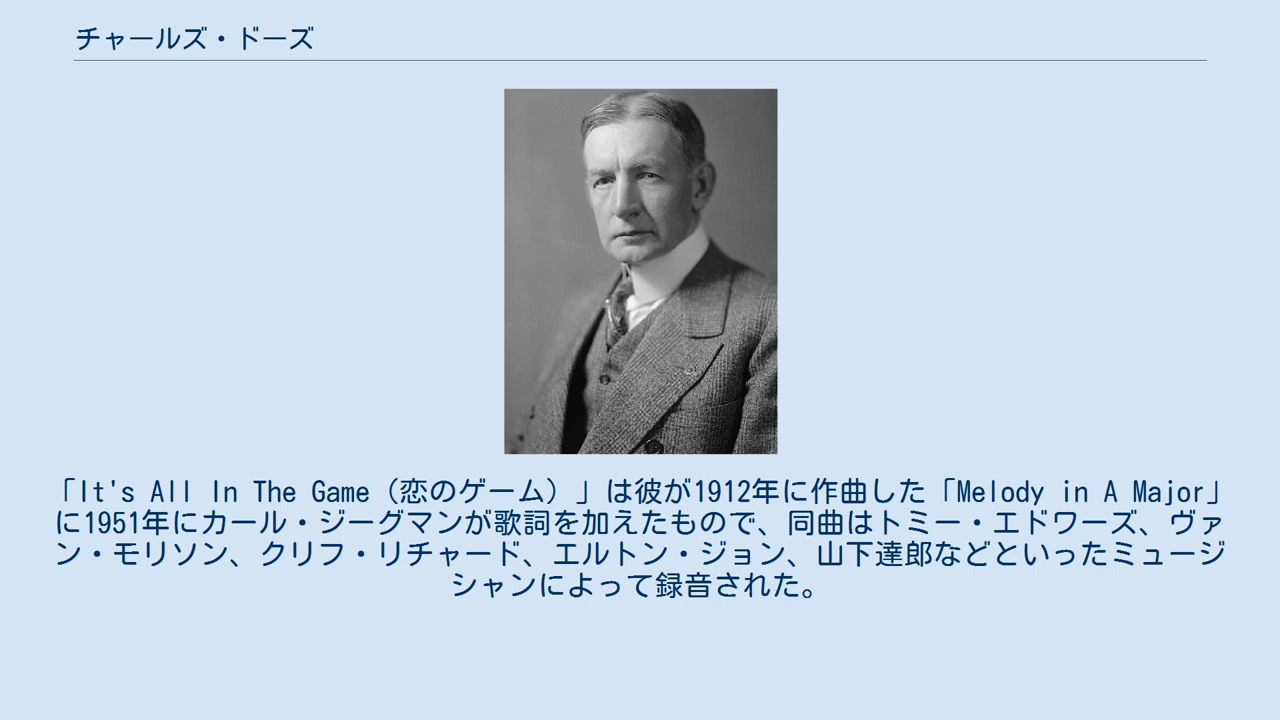 チャールズ・ドーズ
「It's All In The Game（恋のゲーム）」は彼が1912年に作曲した「Melody in A Major」
に1951年にカール・ジーグマンが歌詞を加えたもので、同曲はトミー・エドワーズ、ヴァ
ン・モリソン、クリフ・リチャード、エルトン・ジョン、山下達郎などといったミュージ
シャンによって録音された。